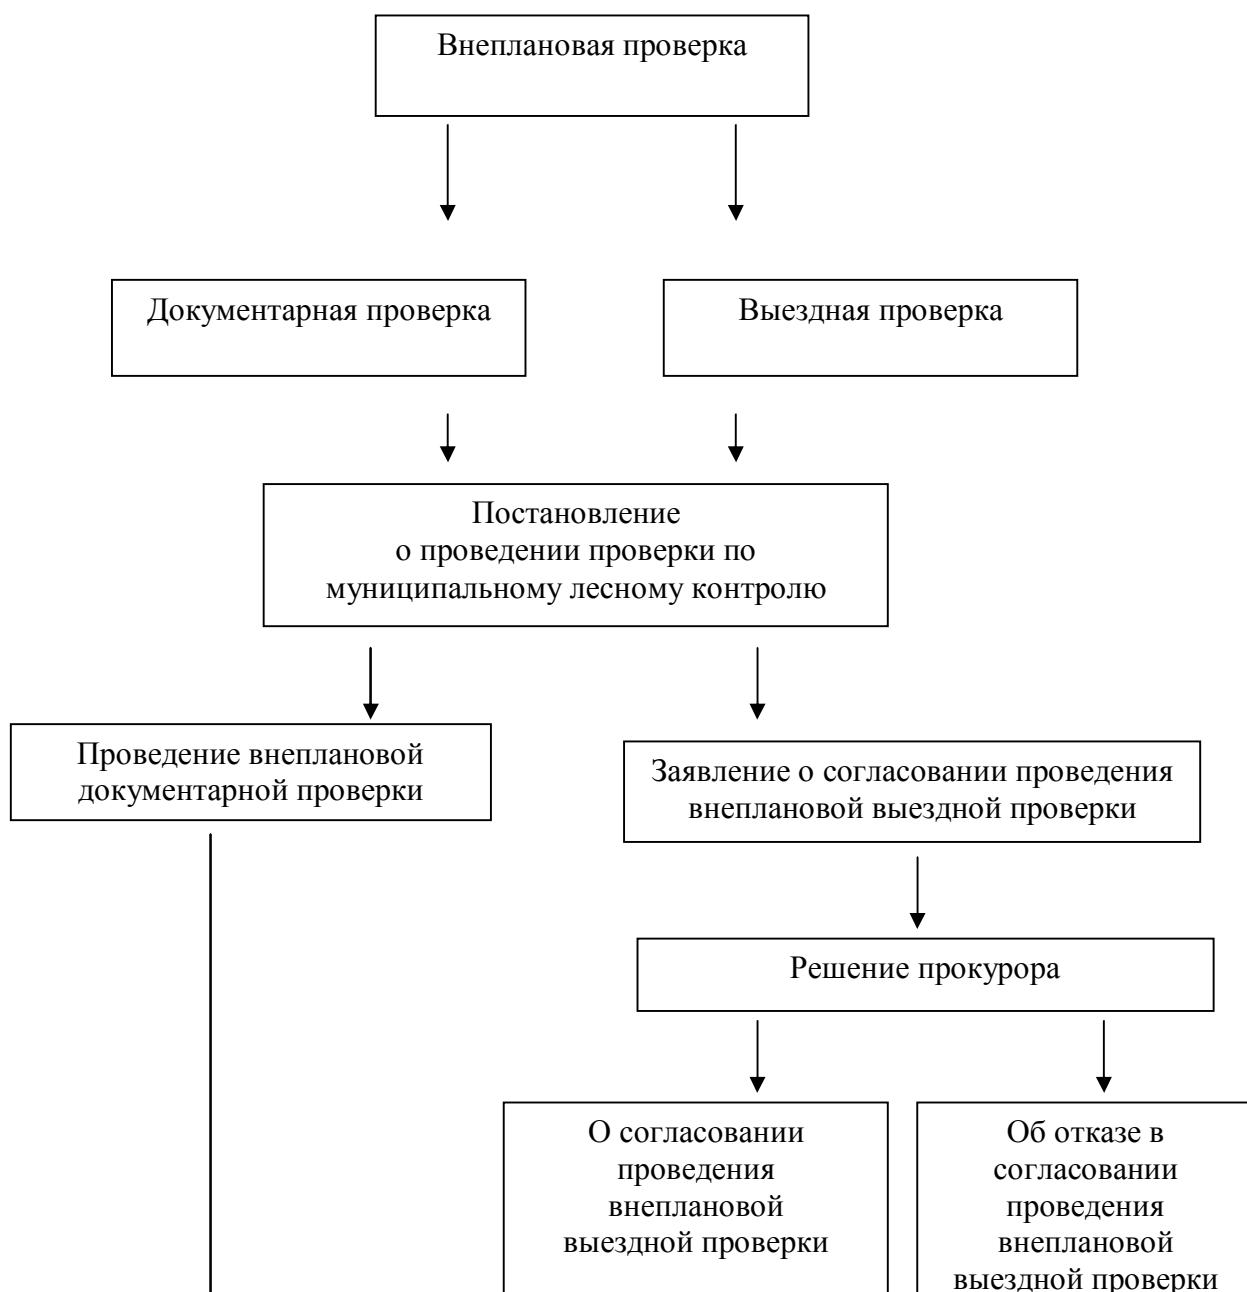 Внеплановая проверка
Документарная проверка
Выездная проверка
Постановление
о проведении проверки по
муниципальному лесному контролю
Проведение внеплановой
документарной проверки
Заявление о согласовании проведения
внеплановой выездной проверки
Решение прокурора
О согласовании
проведения
внеплановой
выездной проверки
Об отказе в
согласовании
проведения
внеплановой
выездной проверки